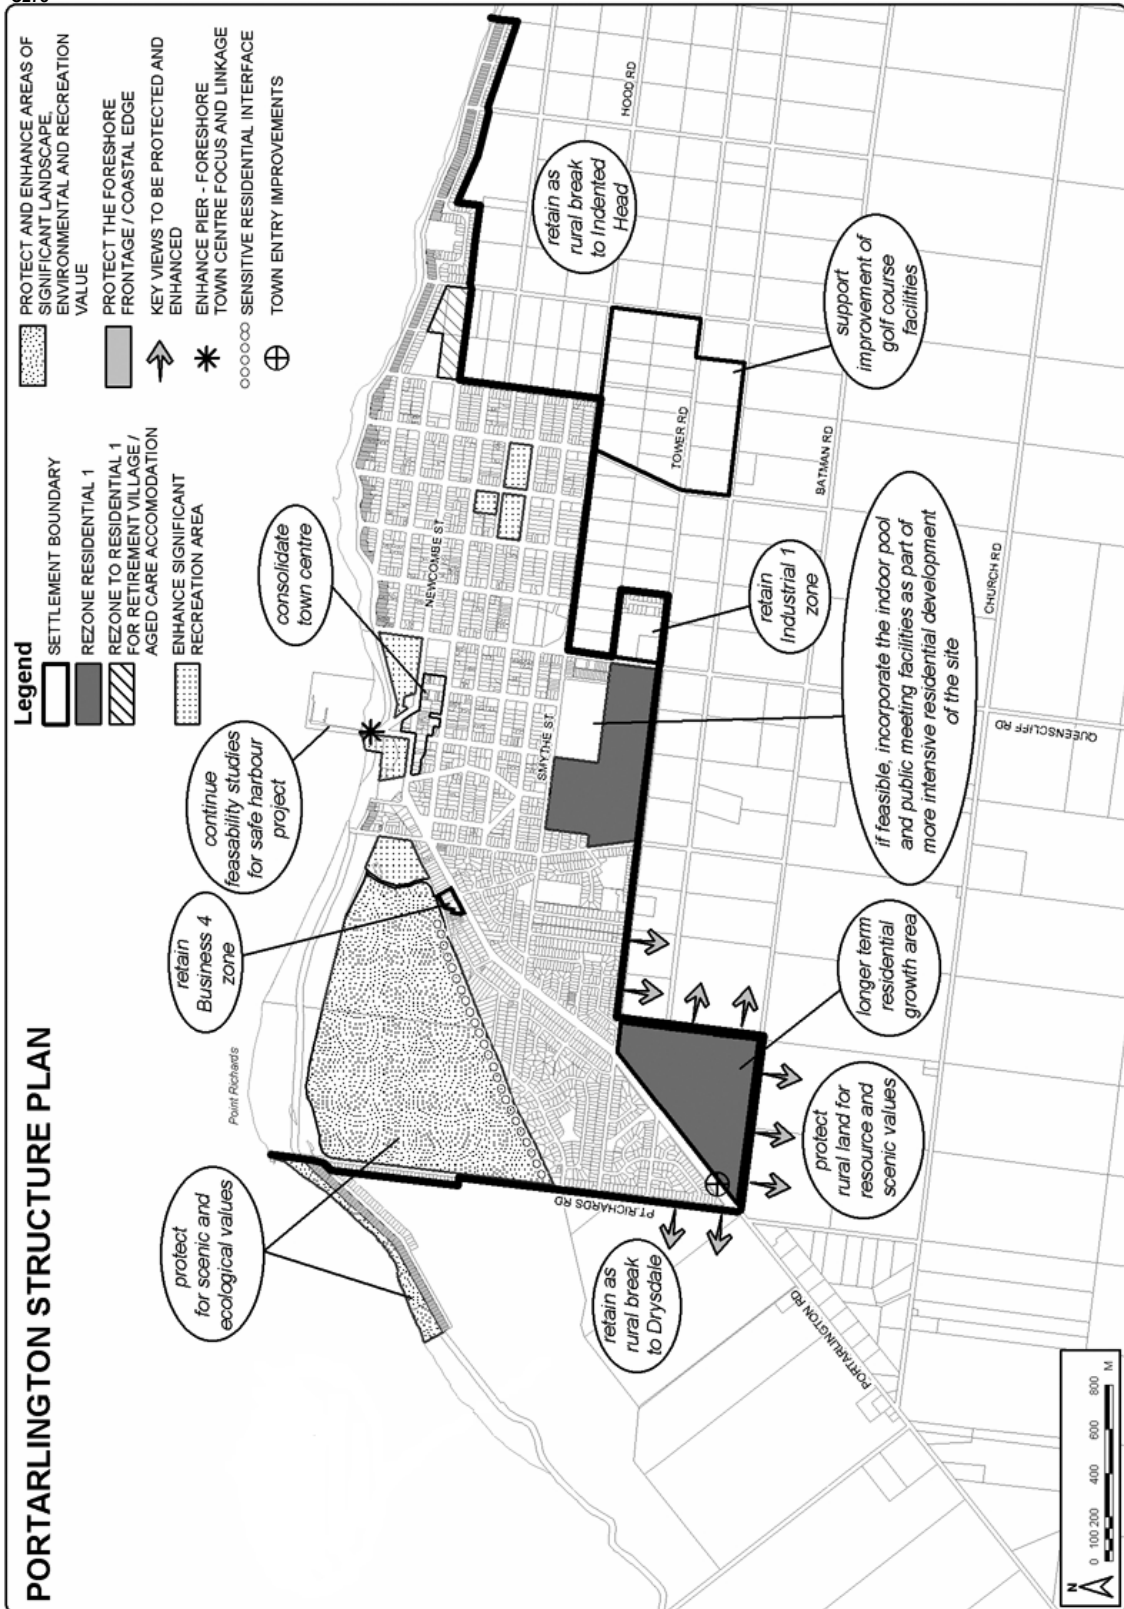 PORTARLINGTON STRUCTURE PLAN
Legend
SETTLEMENT BOUNDARY
REZONE RESIDENTIAL 1
REZONE TO RESIDENTIAL 1
FOR RETIREMENT VILLAGE /
AGED CARE ACCOMODATION
ENHANCE SIGNIFICANT
RECREATION AREA
PROTECT AND ENHANCE AREAS OF
SIGNIFICANT LANDSCAPE,
ENVIRONMENTAL AND RECREATION
VALUE
PROTECT THE FORESHORE
FRONTAGE / COASTAL EDGE
KEY VIEWS TO BE PROTECTED AND
ENHANCED
ENHANCE PIER - FORESHORE
TOWN CENTRE FOCUS AND LINKAGE
SENSITIVE RESIDENTIAL INTERFACE
TOWN ENTRY IMPROVEMENTS
protect
for scenic and
ecological values
Point Richards
retain
Business 4
zone
continue
feasability studies
for safe harbour
project
consolidate
town centre
NEWCOMBE ST
SMYTHE ST
PT.RICHARDS RD
retain as
rural break
to Drysdale
PORTARLINGTON RD
protect
rural land for
resource and
scenic values
longer term
residential
growth area
if feasible, incorporate the indoor pool
and public meeting facilities as part of
more intensive residential development
of the site
retain
Industrial 1
zone
support
improvement of
golf course
facilities
retain as
rural break
to Indented
Head
HOOD RD
TOWER RD
BATMAN RD
CHURCH RD
QUEENSCLIFF RD
N
0 100 200 400 600 800 M